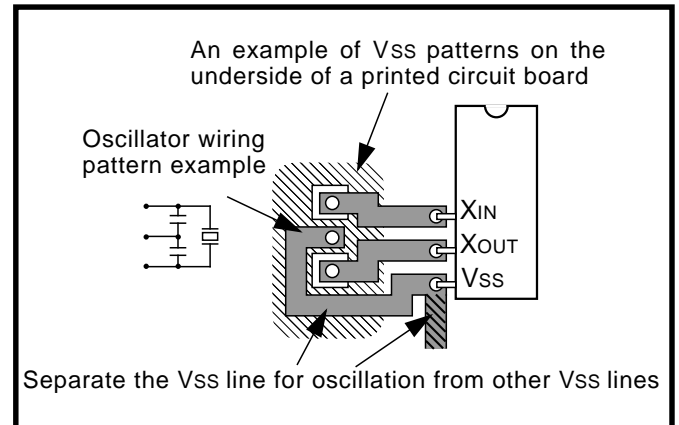 An example of VSS patterns on the
underside of a printed circuit board
Oscillator wiring
pattern example
XIN
XOUT
VSS
Separate the VSS line for oscillation from other VSS lines